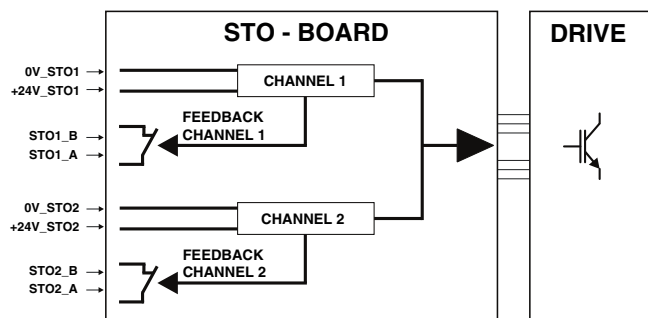 STO - BOARD
DRIVE
0V_STO1
+24V_STO1
CHANNEL 1
FEEDBACK
CHANNEL 1
STO1_B
STO1_A
0V_STO2
+24V_STO2
CHANNEL 2
FEEDBACK
CHANNEL 2
STO2_B
STO2_A